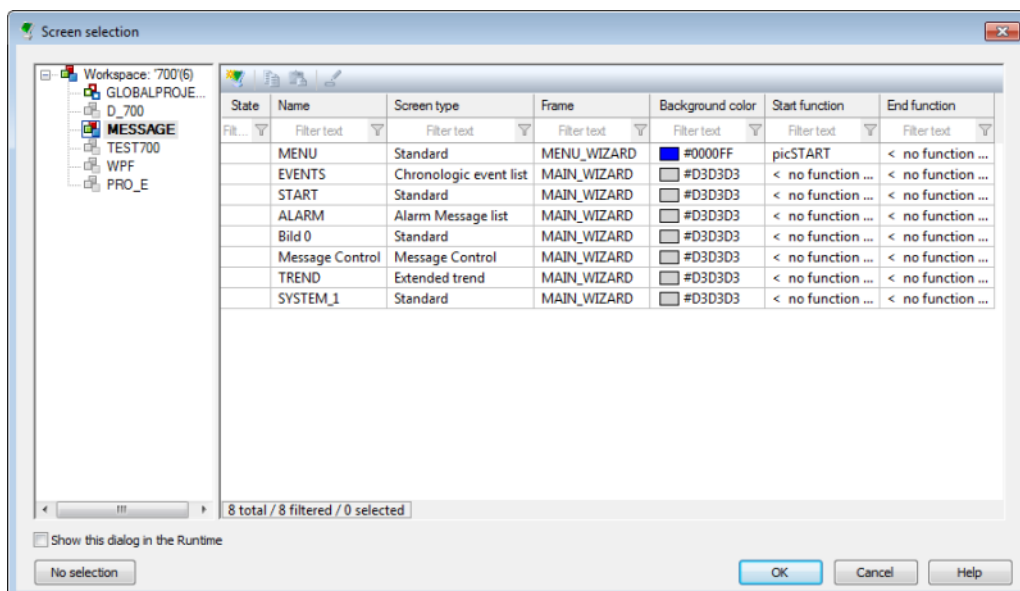 Screen selection
Workspace: '700'(6)
GLOBALPROJE...
D_700
MESSAGE
TEST700
WPF
PRO_E
State Name Screen type Frame Background color Start function End function
Filt... Filter text Filter text Filter text Filter text Filter text Filter text
MENU Standard MENU_WIZARD #0000FF picSTART < no function ...
EVENTS Chronologic event list MAIN_WIZARD #D3D3D3 < no function ... < no function ...
START Standard MAIN_WIZARD #D3D3D3 < no function ... < no function ...
ALARM Alarm Message list MAIN_WIZARD #D3D3D3 < no function ... < no function ...
Bild 0 Standard MAIN_WIZARD #D3D3D3 < no function ... < no function ...
Message Control Message Control MAIN_WIZARD #D3D3D3 < no function ... < no function ...
TREND Extended trend MAIN_WIZARD #D3D3D3 < no function ... < no function ...
SYSTEM_1 Standard MAIN_WIZARD #D3D3D3 < no function ... < no function ...
8 total / 8 filtered / 0 selected
Show this dialog in the Runtime
No selection OK Cancel Help